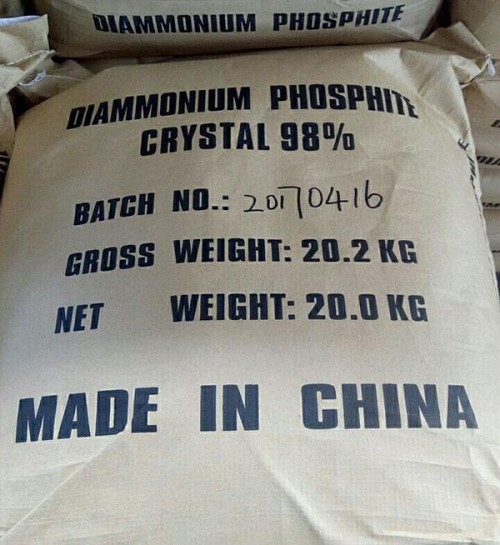 DIAMMONIUM PHOSPHITE
DIAMMONIUM PHOSPHITE
CRYSTAL 98%
BATCH NO.: 20170416
GROSS WEIGHT: 20.2 KG
NET WEIGHT: 20.0 KG
MADE IN CHINA